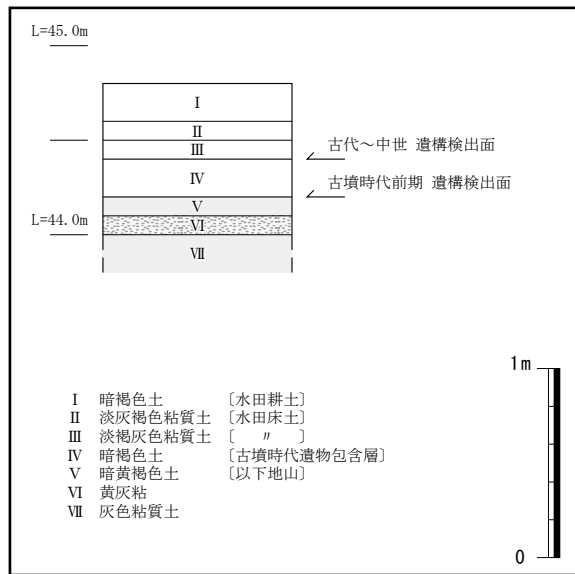 L=45.0m
Ⅰ
Ⅱ
Ⅲ
古代～中世 遺構検出面
Ⅳ
古墳時代前期 遺構検出面
Ⅴ
L=44.0m
Ⅵ
Ⅶ
1m
Ⅰ 暗褐色土 〔水田耕土〕
Ⅱ 淡灰褐色粘質土 〔水田床土〕
Ⅲ 淡褐灰色粘質土 〔 〃 〕
Ⅳ 暗褐色土 〔古墳時代遺物包含層〕
Ⅴ 暗黄褐色土 〔以下地山〕
Ⅵ 黄灰粘
Ⅶ 灰色粘質土
0